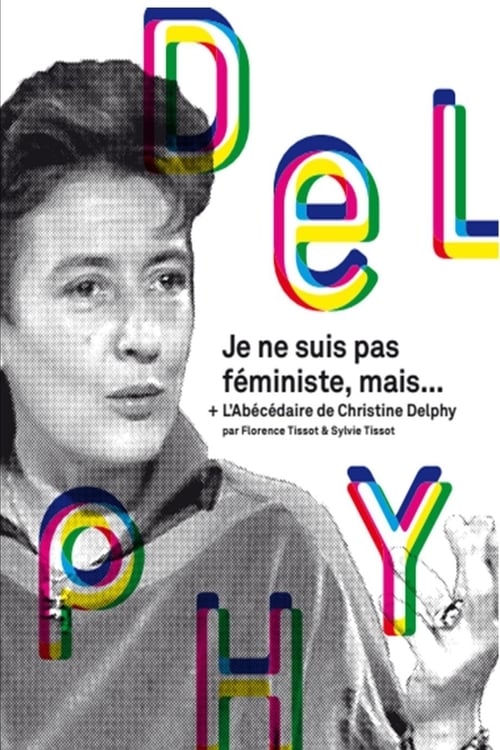 DeL
PHY
Je ne suis pas
féministe, mais...
+ L'Abécédaire de Christine Delphy
par Florence Tissot & Sylvie Tissot